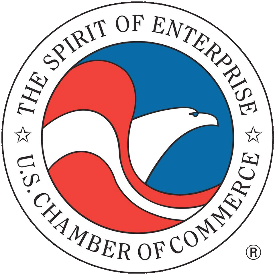 THE SPIRIT OF ENTERPRISE
U.S. CHAMBER OF COMMERCE
®